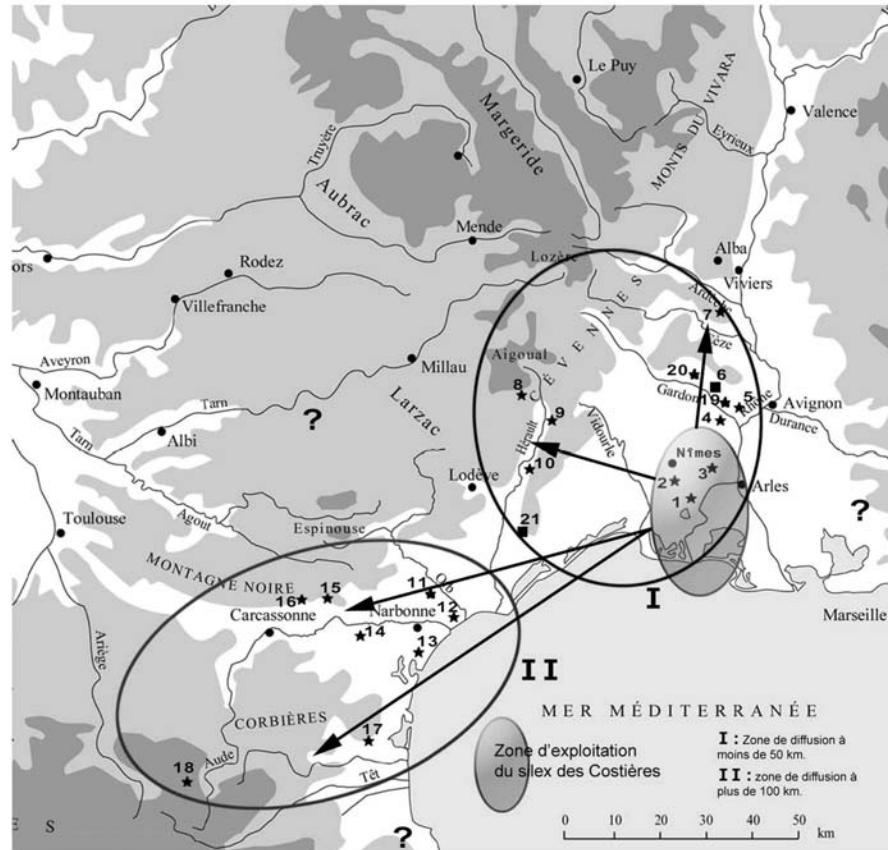 Le Puy
MONTS DU VIVARA
Valence
Eyrieux
Margeride
Truyère
Aubrac
Mende
Lozère
Alba
Viviers
Ardèche
ors
Rodez
Villefranche
CÉVENNES
7
Cèze
Aveyron
Montauban
Millau
Aigoual
8
20
6
Gardon
19
5
Rhône
Avignon
Durance
4
Tarn
?
Larzac
9
Hérault
Vidourle
Albi
Tarn
10
Nîmes
2
3
1
Arles
Lodève
Agout
Espinouse
21
?
Toulouse
MONTAGNE NOIRE
Orb
11
I
Marseille
16
15
12
Carcassonne
Narbonne
14
13
Ariège
II
MER MÉDITERRANÉE
CORBIÈRES
17
Aude
18
Têt
Zone d'exploitation
du silex des Costières
I : Zone de diffusion à
moins de 50 km.
II : zone de diffusion à
plus de 100 km.
E S
?
0 10 20 30 40 50
km